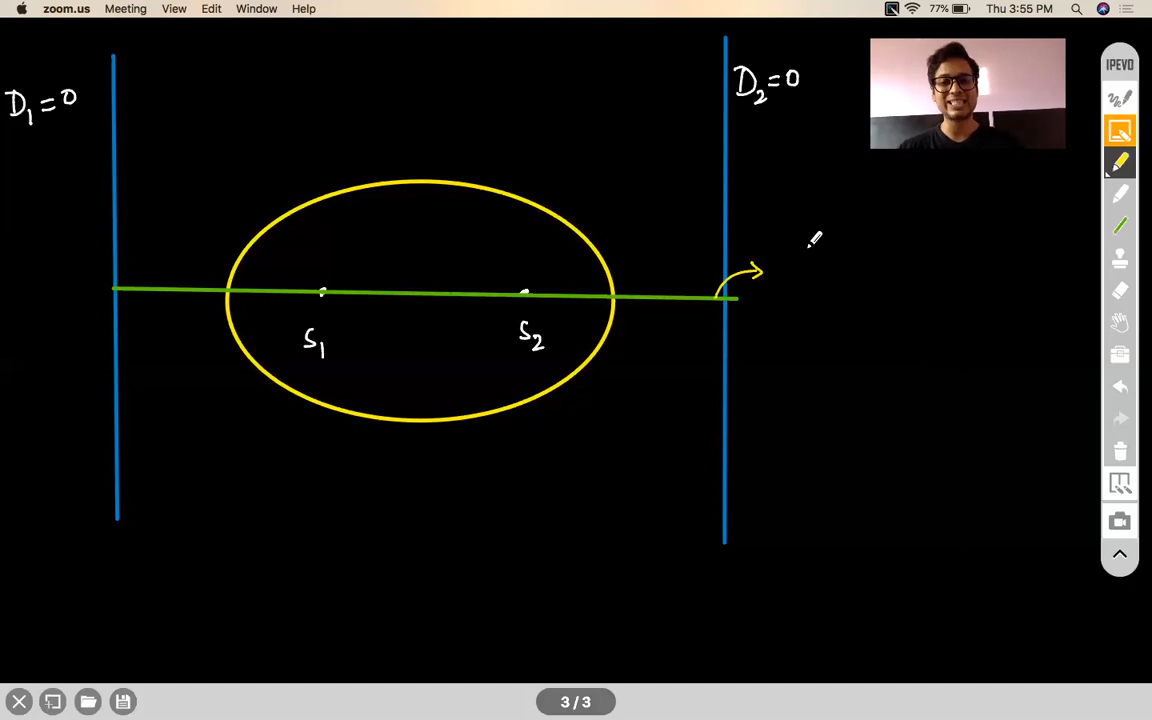 zoom.us Meeting View Edit Window Help 77% Thu 3:55 PM
IPEVO
D₁=0
D₂=0
S₁
S₂
3/3